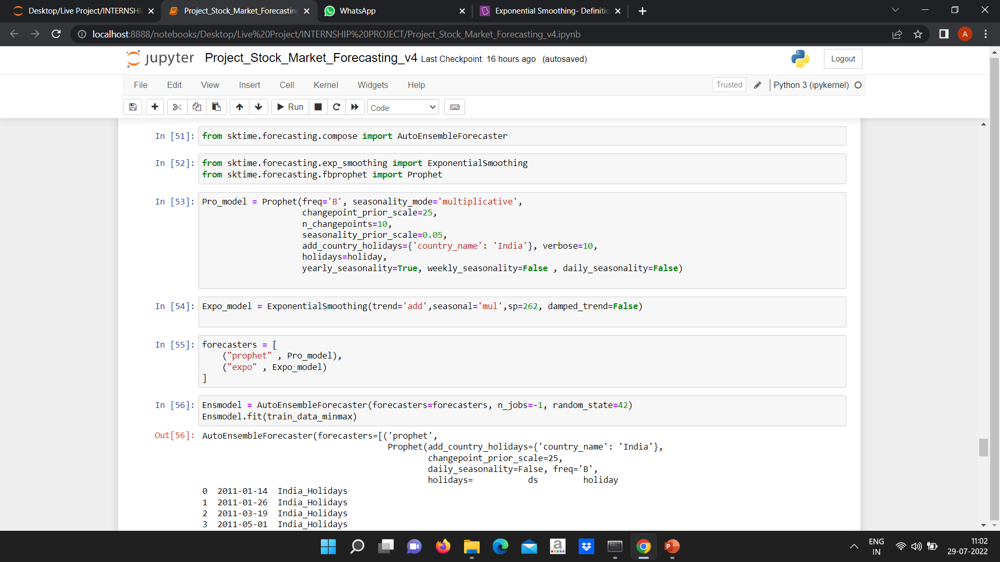 Desktop/Live Project/INTERNSHI
Project_Stock_Market_Forecasting
WhatsApp
Exponential Smoothing- Definitio
localhost:8888/notebooks/Desktop/Live%20Project/INTERNSHIP%20PROJECT/Project_Stock_Market_Forecasting_v4.ipynb
A
jupyter Project_Stock_Market_Forecasting_v4 Last Checkpoint: 16 hours ago (autosaved)
Logout
File Edit View Insert Cell Kernel Widgets Help
Trusted
Python 3 (ipykernel)
Run
Code
In [51]: from sktime.forecasting.compose import AutoEnsembleForecaster
In [52]: from sktime.forecasting.exp_smoothing import ExponentialSmoothing
from sktime.forecasting.fbprophet import Prophet
In [53]: Pro_model = Prophet(freq='B', seasonality_mode='multiplicative',
changepoint_prior_scale=25,
n_changepoints=10,
seasonality_prior_scale=0.05,
add_country_holidays={'country_name': 'India'}, verbose=10,
holidays=holiday,
yearly_seasonality=True, weekly_seasonality=False , daily_seasonality=False)
In [54]: Expo_model = ExponentialSmoothing(trend='add',seasonal='mul',sp=262, damped_trend=False)
In [55]: forecasters = [
("prophet" , Pro_model),
("expo" , Expo_model)
]
In [56]: Ensmodel = AutoEnsembleForecaster(forecasters=forecasters, n_jobs=-1, random_state=42)
Ensmodel.fit(train_data_minmax)
Out[56]: AutoEnsembleForecaster(forecasters=[('prophet',
Prophet(add_country_holidays={'country_name': 'India'},
changepoint_prior_scale=25,
daily_seasonality=False, freq='B',
holidays= ds holiday
0 2011-01-14 India_Holidays
1 2011-01-26 India_Holidays
2 2011-03-19 India_Holidays
3 2011-05-01 India_Holidays
ENG
IN
11:02
29-07-2022